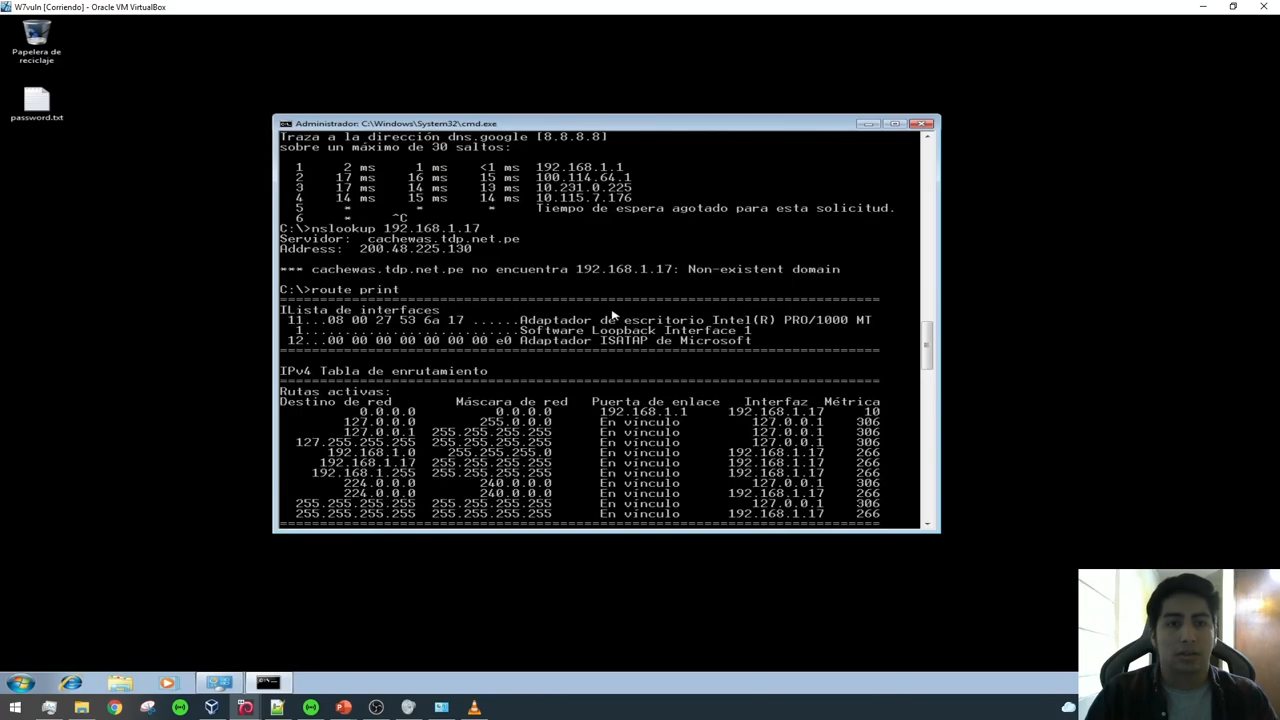 W7vuln [Corriendo] - Oracle VM VirtualBox
Papelera de
reciclaje
password.txt
Administrador: C:\Windows\System32\cmd.exe
Traza a la dirección dns.google [8.8.8.8]
sobre un máximo de 30 saltos:
1 2 ms 1 ms <1 ms 192.168.1.1
2 17 ms 16 ms 15 ms 100.114.64.1
3 17 ms 14 ms 13 ms 10.231.0.225
4 14 ms 15 ms 14 ms 10.115.7.176
5 * * * Tiempo de espera agotado para esta solicitud.
6 * ^C
C:\>nslookup 192.168.1.17
Servidor: cachewas.tdp.net.pe
Address: 200.48.225.130
*** cachewas.tdp.net.pe no encuentra 192.168.1.17: Non-existent domain
C:\>route print
===========================================================================
ILista de interfaces
11...08 00 27 53 6a 17 ......Adaptador de escritorio Intel(R) PRO/1000 MT
1...........................Software Loopback Interface 1
12...00 00 00 00 00 00 00 e0 Adaptador ISATAP de Microsoft
===========================================================================
IPv4 Tabla de enrutamiento
===========================================================================
Rutas activas:
Destino de red Máscara de red Puerta de enlace Interfaz Métrica
0.0.0.0 0.0.0.0 192.168.1.1 192.168.1.17 10
127.0.0.0 255.0.0.0 En vínculo 127.0.0.1 306
127.0.0.1 255.255.255.255 En vínculo 127.0.0.1 306
127.255.255.255 255.255.255.255 En vínculo 127.0.0.1 306
192.168.1.0 255.255.255.0 En vínculo 192.168.1.17 266
192.168.1.17 255.255.255.255 En vínculo 192.168.1.17 266
192.168.1.255 255.255.255.255 En vínculo 192.168.1.17 266
224.0.0.0 240.0.0.0 En vínculo 127.0.0.1 306
224.0.0.0 240.0.0.0 En vínculo 192.168.1.17 266
255.255.255.255 255.255.255.255 En vínculo 127.0.0.1 306
255.255.255.255 255.255.255.255 En vínculo 192.168.1.17 266
===========================================================================